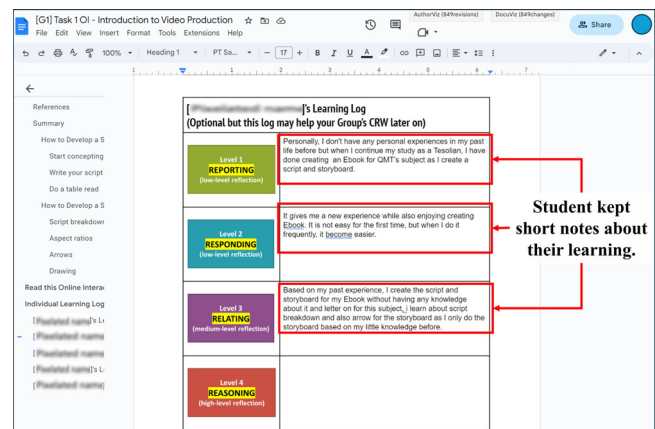 [G1] Task 1 OI - Introduction to Video Production
AuthorViz (849revisions)
DocuViz (849changes)
File Edit View Insert Format Tools Extensions Help
Share
100%
Heading 1
PT Sa...
17
B I U A
1 2 3 4 5 6 7
References
Summary
How to Develop a S
Start concepting
Write your script
Do a table read
How to Develop a S
Script breakdown
Aspect ratios
Arrows
Drawing
Read this Online Interac
Individual Learning Log
['s Le
[
[
['s L
[
['s Learning Log
(Optional but this log may help your Group's CRW later on)
Level 1
REPORTING
(low-level reflection)
Personally, I don't have any personal experiences in my past
life before but when I continue my study as a Tesolian, I have
done creating an Ebook for QMT's subject as I create a
script and storyboard.
Level 2
RESPONDING
(low-level reflection)
It gives me a new experience while also enjoying creating
Ebook. It is not easy for the first time, but when I do it
frequently, it become easier.
Level 3
RELATING
(medium-level reflection)
Based on my past experience, I create the script and
storyboard for my Ebook without having any knowledge
about it and letter on for this subject, i learn about script
breakdown and also arrow for the storyboard as I only do the
storyboard based on my little knowledge before.
Level 4
REASONING
(high-level reflection)
Student kept
short notes about
their learning.